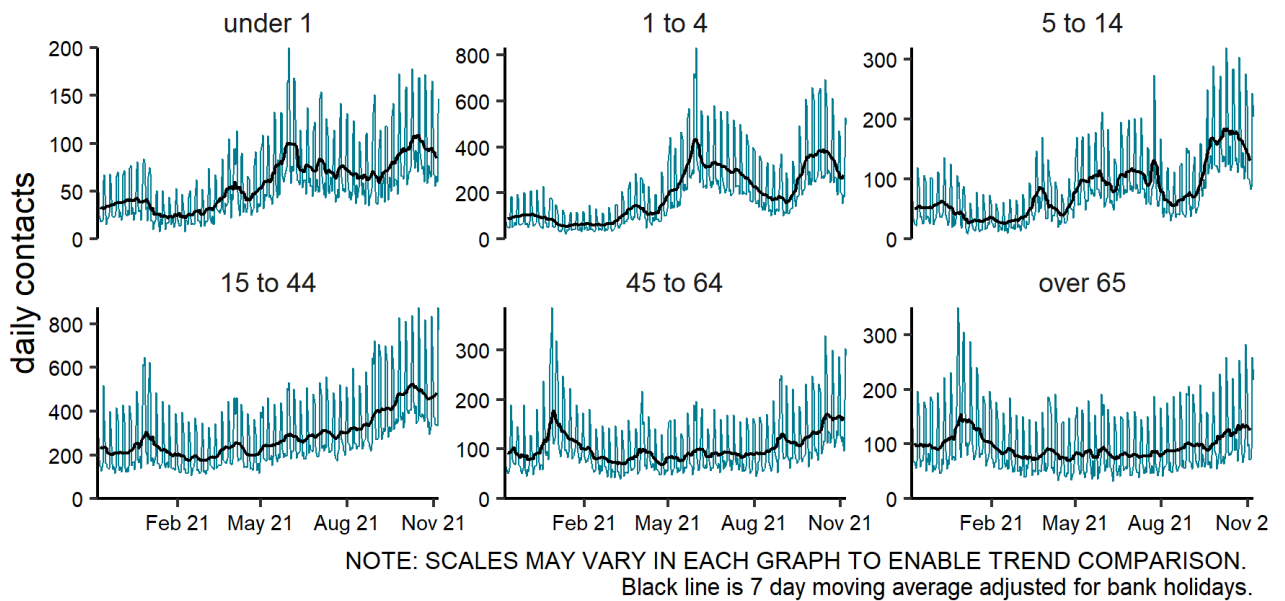 under 1
1 to 4
5 to 14
200
150
100
50
0
800
600
400
200
0
300
200
100
0
daily contacts
15 to 44
45 to 64
over 65
800
600
400
200
0
300
200
100
0
300
200
100
0
Feb 21 May 21 Aug 21 Nov 21
Feb 21 May 21 Aug 21 Nov 21
Feb 21 May 21 Aug 21 Nov 2
NOTE: SCALES MAY VARY IN EACH GRAPH TO ENABLE TREND COMPARISON.
Black line is 7 day moving average adjusted for bank holidays.